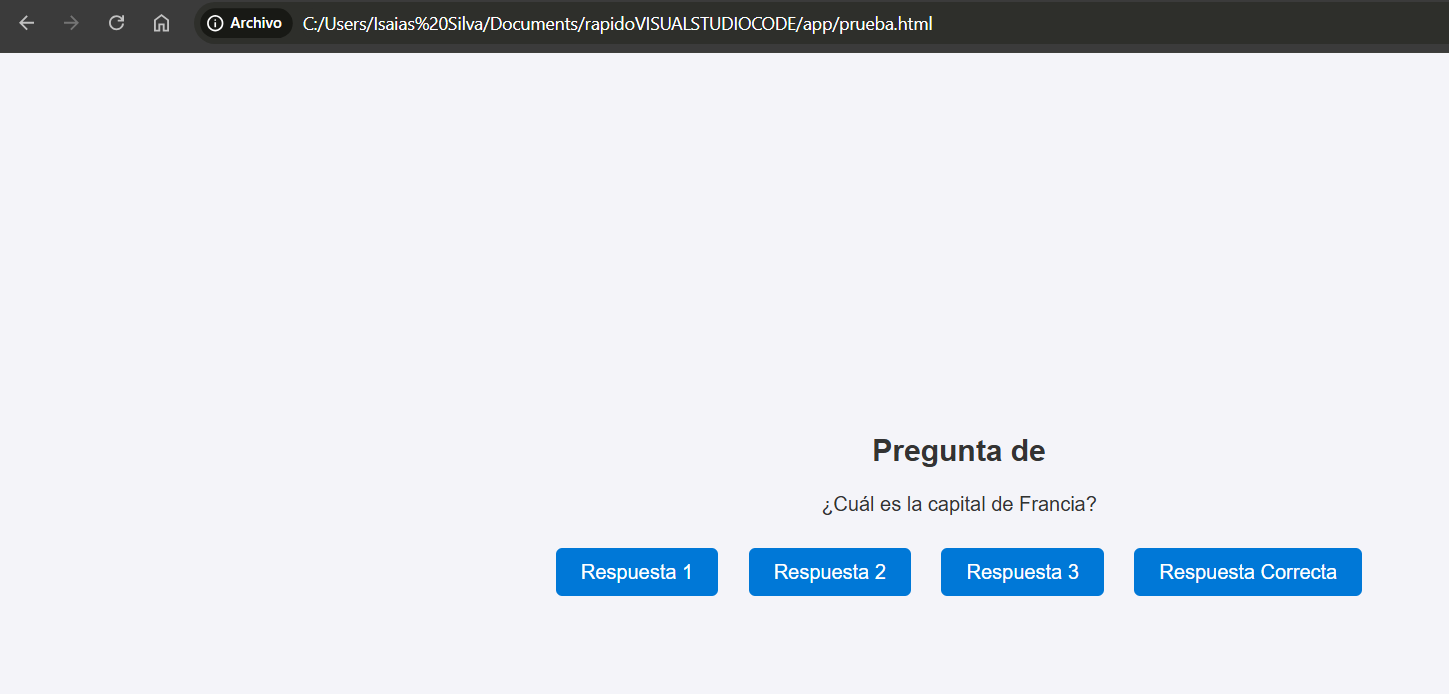 Archivo C:/Users/Isaias%20Silva/Documents/rapidoVISUALSTUDIOCODE/app/prueba.html
Pregunta de
¿Cuál es la capital de Francia?
Respuesta 1 Respuesta 2 Respuesta 3 Respuesta Correcta